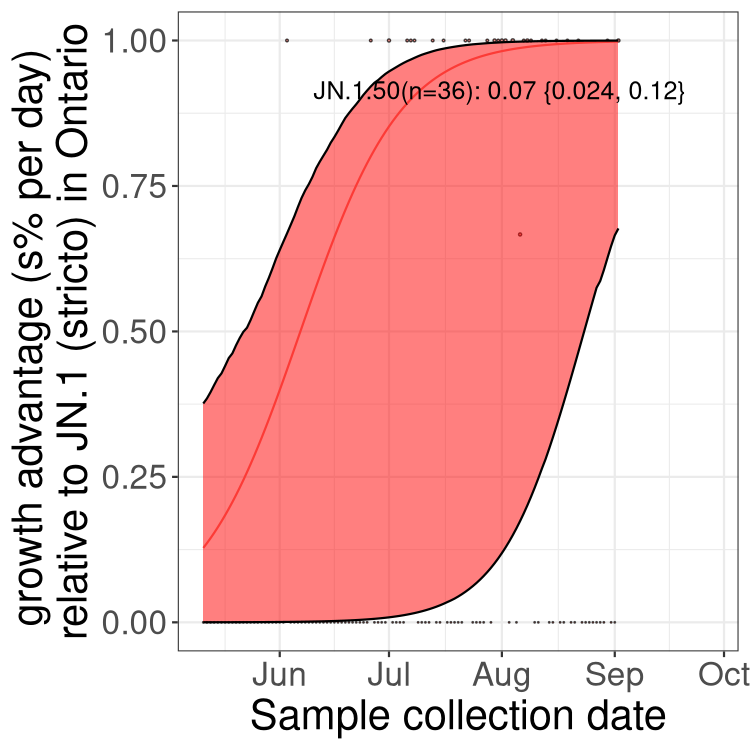 growth advantage (s% per day)
relative to JN.1 (stricto) in Ontario
1.00
0.75
0.50
0.25
0.00
JN.1.50(n=36): 0.07 {0.024, 0.12}
Jun Jul Aug Sep Oct
Sample collection date